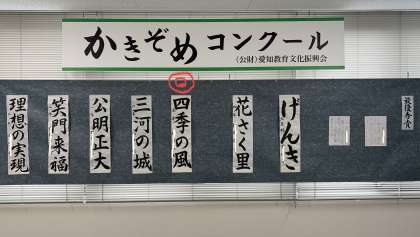 かきぞめコンクール
（公財）愛知教育文化振興会
げんき
花さく里
四季の風
三河の城
公明正大
笑門来福
理想の実現